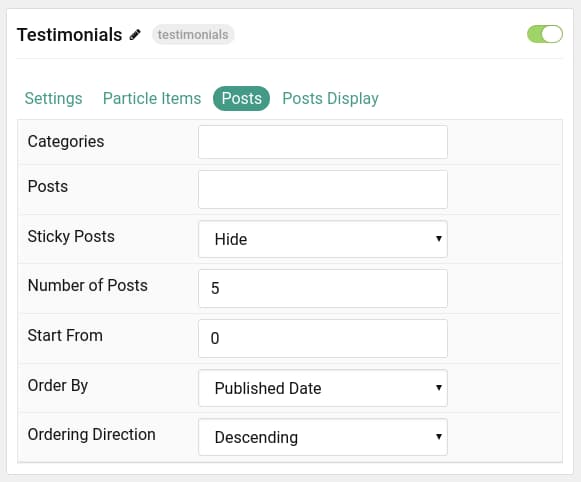 Testimonials testimonials
Settings Particle Items Posts Posts Display
Categories
Posts
Sticky Posts Hide
Number of Posts 5
Start From 0
Order By Published Date
Ordering Direction Descending